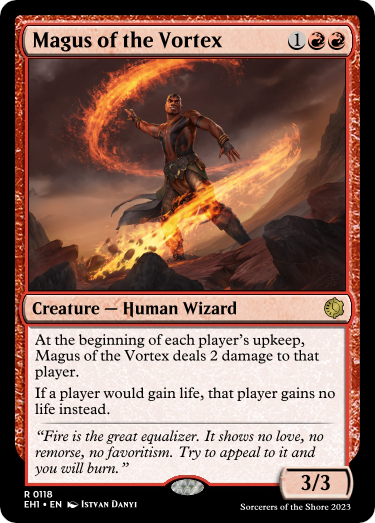 Magus of the Vortex 1
Creature — Human Wizard
At the beginning of each player's upkeep,
Magus of the Vortex deals 2 damage to that
player.
If a player would gain life, that player gains no
life instead.
"Fire is the great equalizer. It shows no love, no
remorse, no favoritism. Try to appeal to it and
you will burn."
3/3
R 0118
EH1 • EN Istvan Danyi
Sorcerers of the Shore 2023